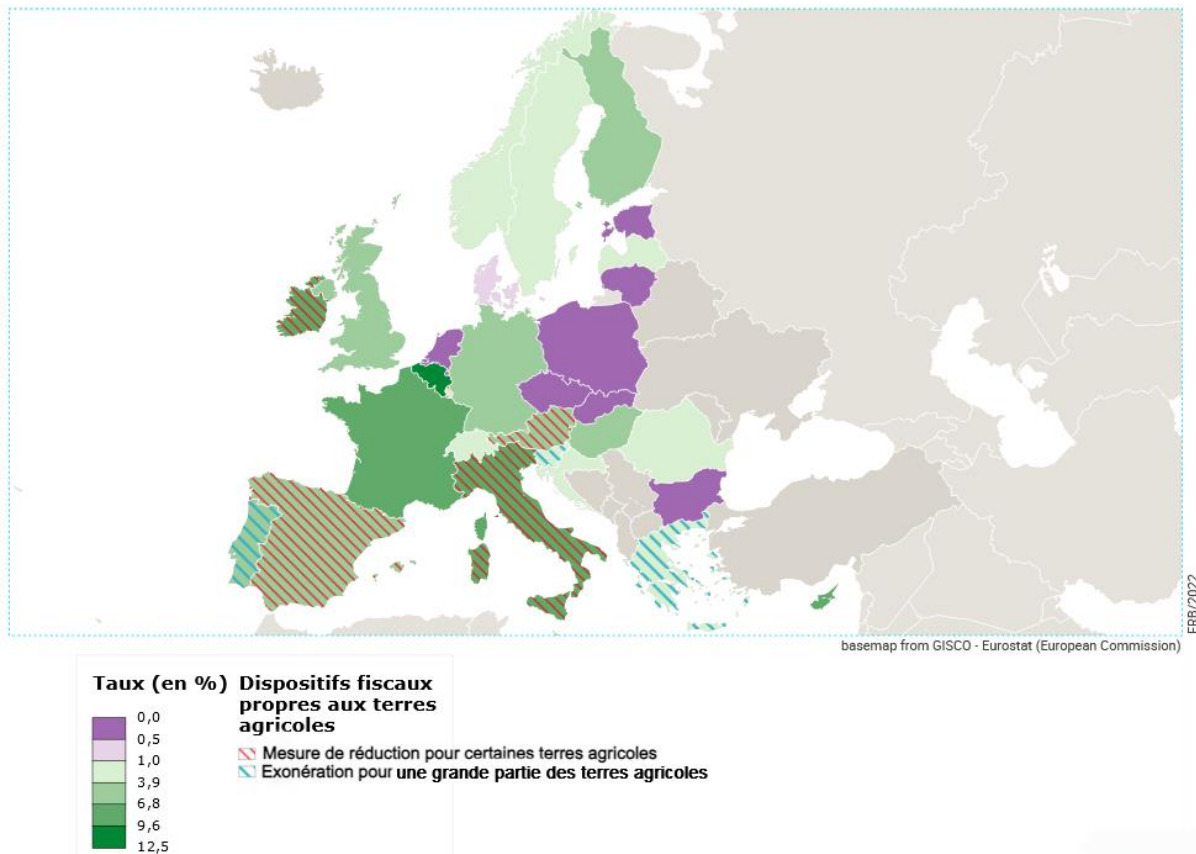 FRB/2022
basemap from GISCO - Eurostat (European Commission)
Taux (en %)
0,0
0,5
1,0
3,9
6,8
9,6
12,5
Dispositifs fiscaux
propres aux terres
agricoles
Mesure de réduction pour certaines terres agricoles
Exonération pour une grande partie des terres agricoles